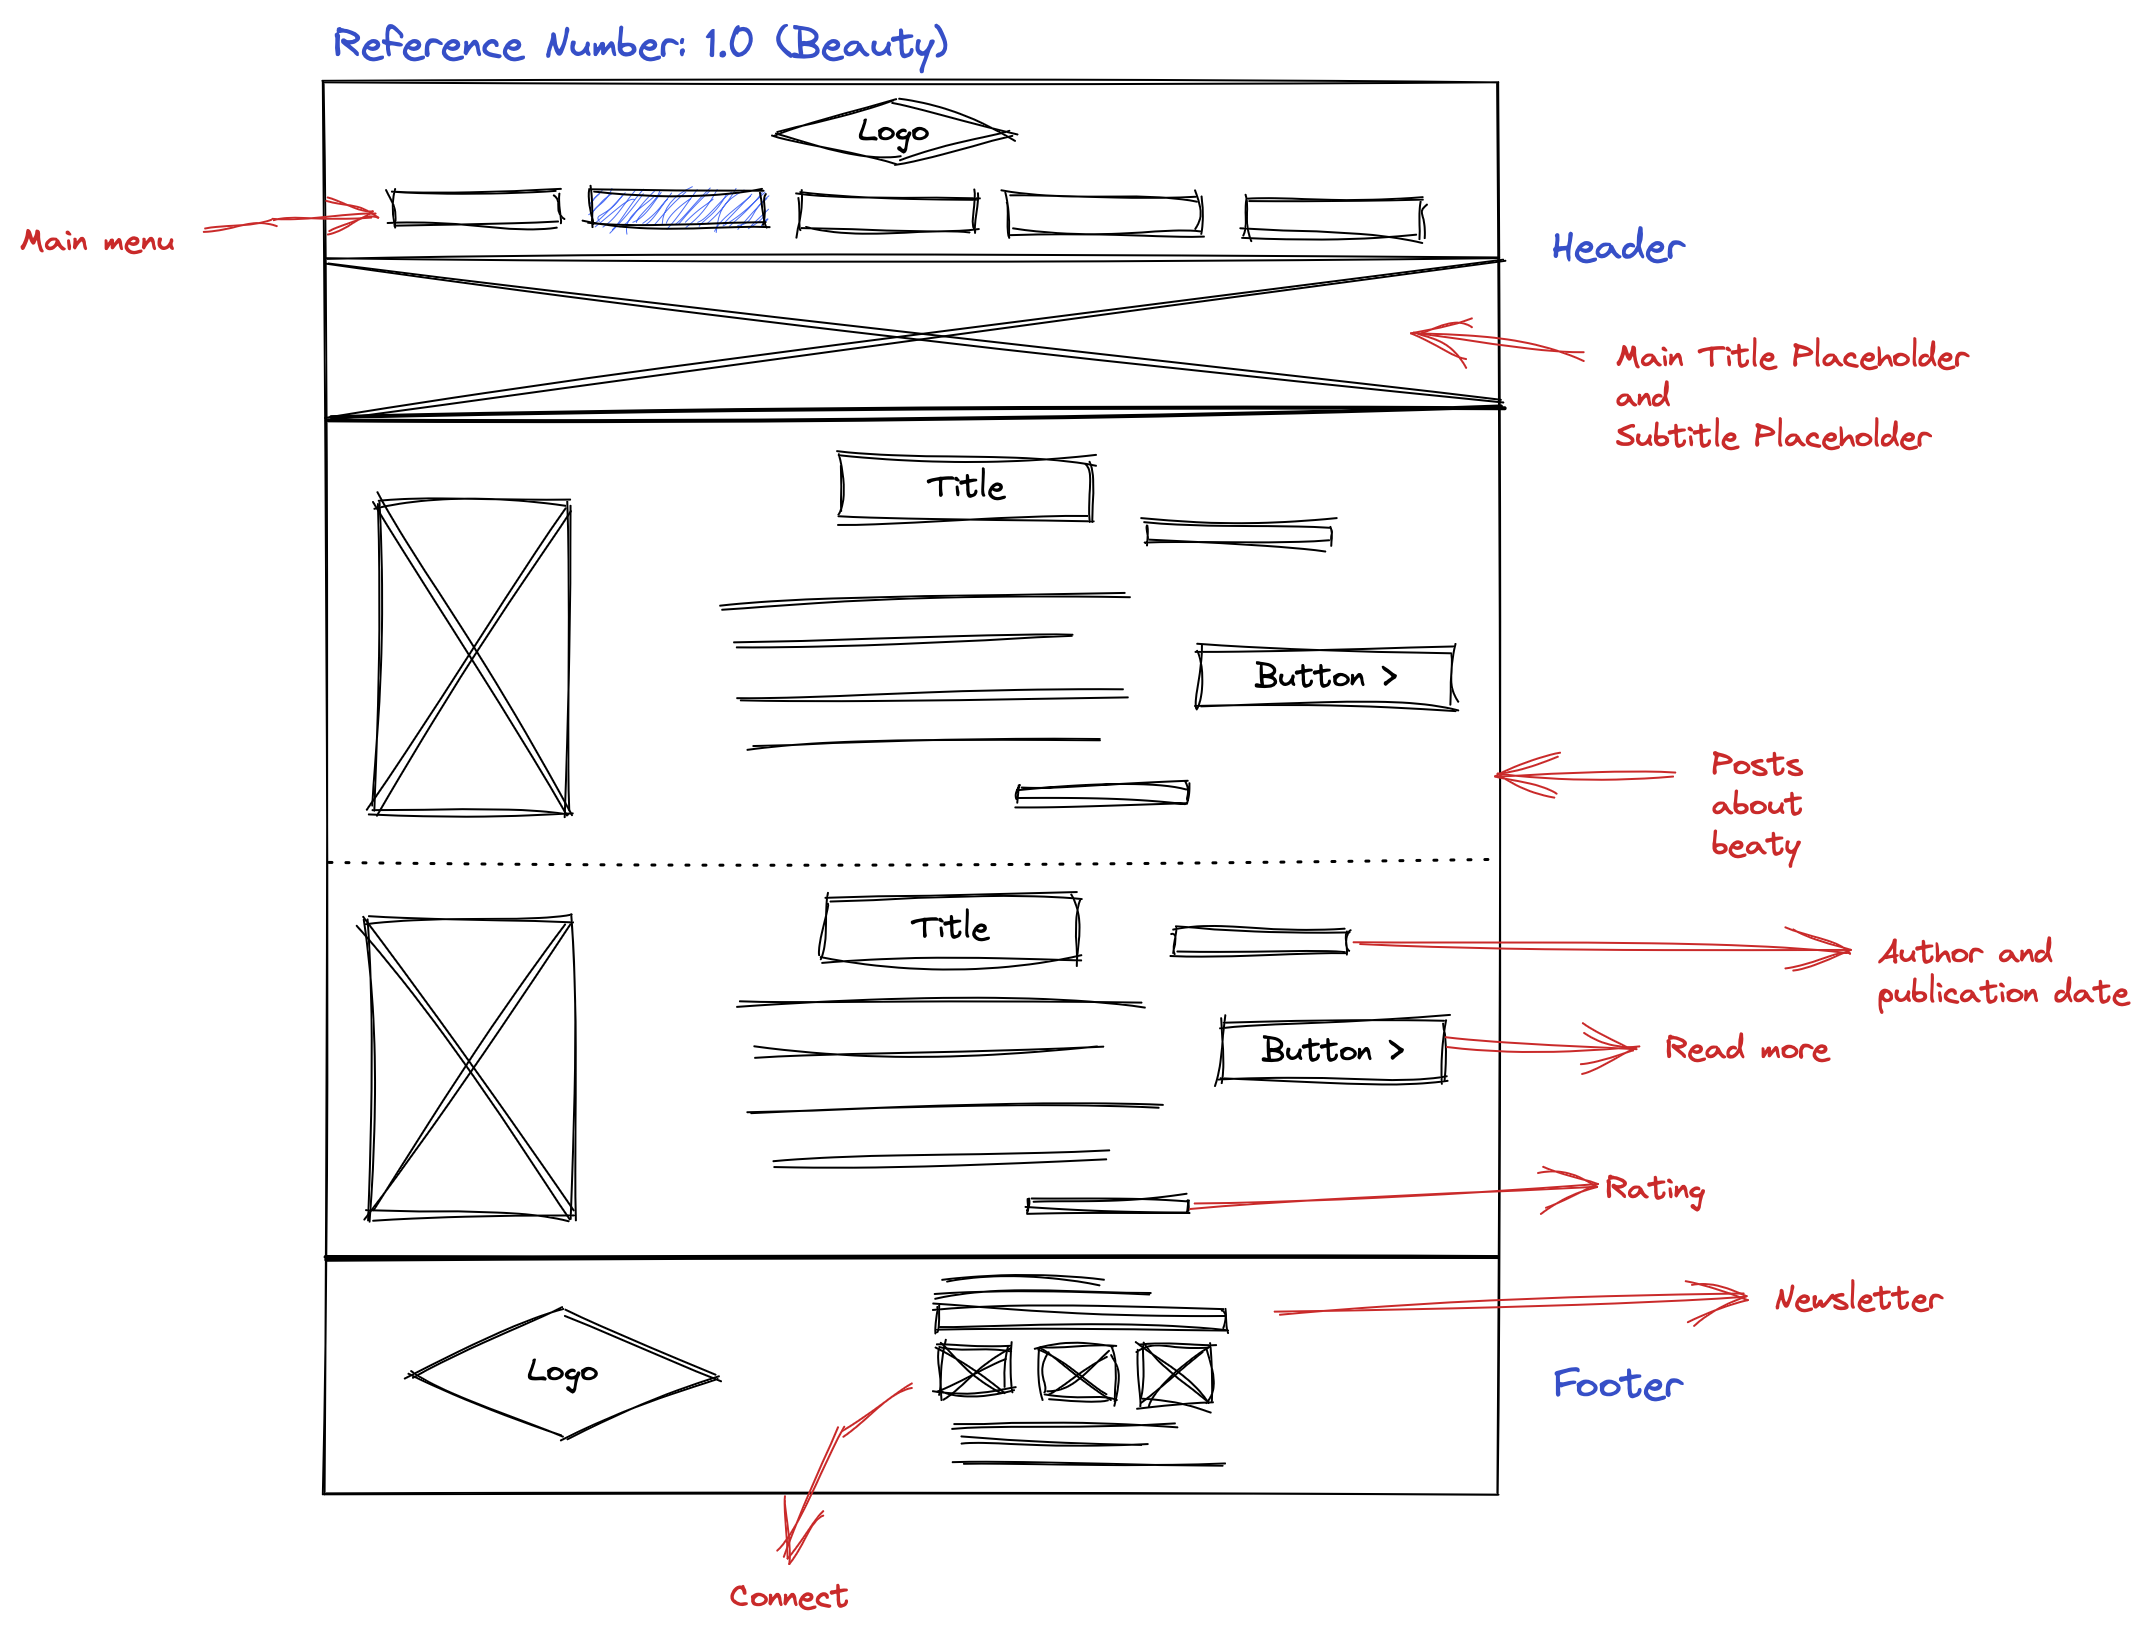 Reference Number: 1.0 (Beauty)
Logo
Main menu
Header
Main Title Placeholder
and
Subtitle Placeholder
Title
Button >
Posts
about
beaty
Title
Author and
publication date
Button >
Read more
Rating
Newsletter
Logo
Footer
Connect